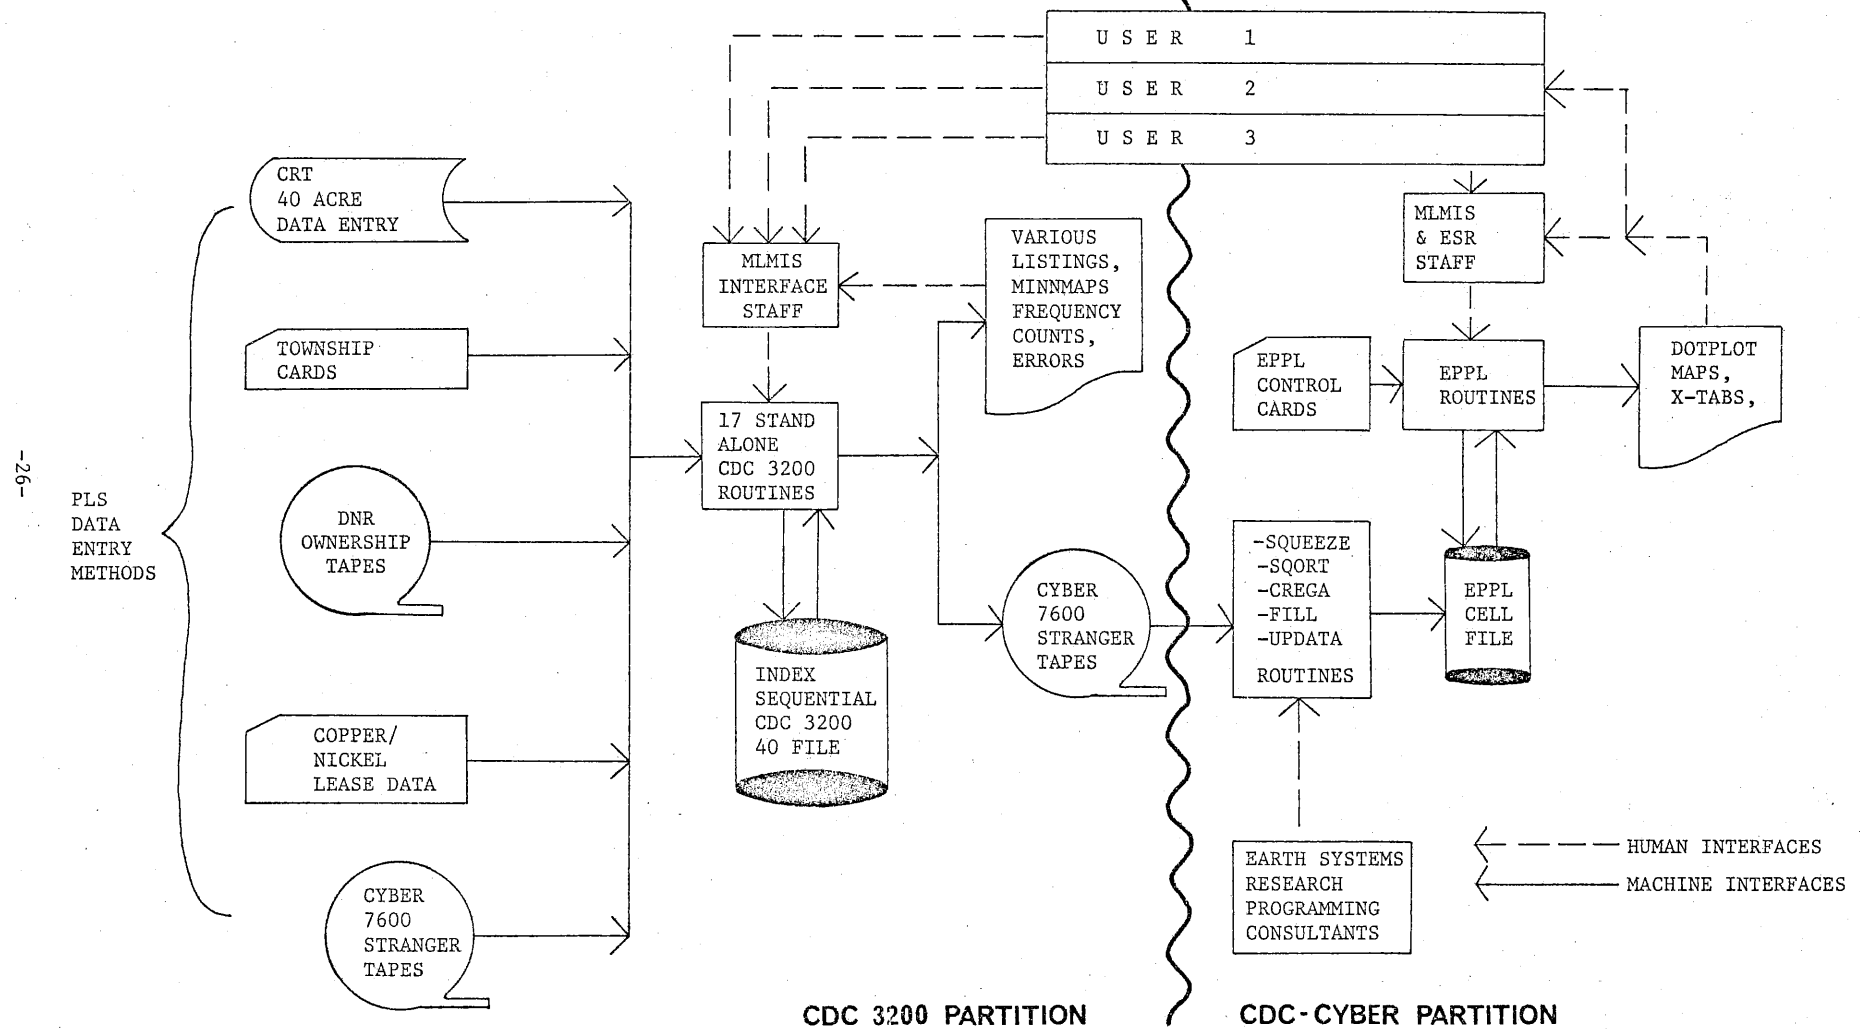 USER 1
USER 2
USER 3
CRT
40 ACRE
DATA ENTRY
TOWNSHIP
CARDS
DNR
OWNERSHIP
TAPES
COPPER/
NICKEL
LEASE DATA
CYBER
7600
STRANGER
TAPES
-26-
PLS
DATA
ENTRY
METHODS
MLMIS
INTERFACE
STAFF
17 STAND
ALONE
CDC 3200
ROUTINES
INDEX
SEQUENTIAL
CDC 3200
40 FILE
VARIOUS
LISTINGS,
MINNMAPS
FREQUENCY
COUNTS,
ERRORS
CYBER
7600
STRANGER
TAPES
MLMIS
& ESR
STAFF
EPPL
CONTROL
CARDS
EPPL
ROUTINES
DOTPLOT
MAPS,
X-TABS,
-SQUEEZE
-SQORT
-CREGA
-FILL
-UPDATA
ROUTINES
EPPL
CELL
FILE
EARTH SYSTEMS
RESEARCH
PROGRAMMING
CONSULTANTS
HUMAN INTERFACES
MACHINE INTERFACES
CDC 3200 PARTITION
CDC-CYBER PARTITION